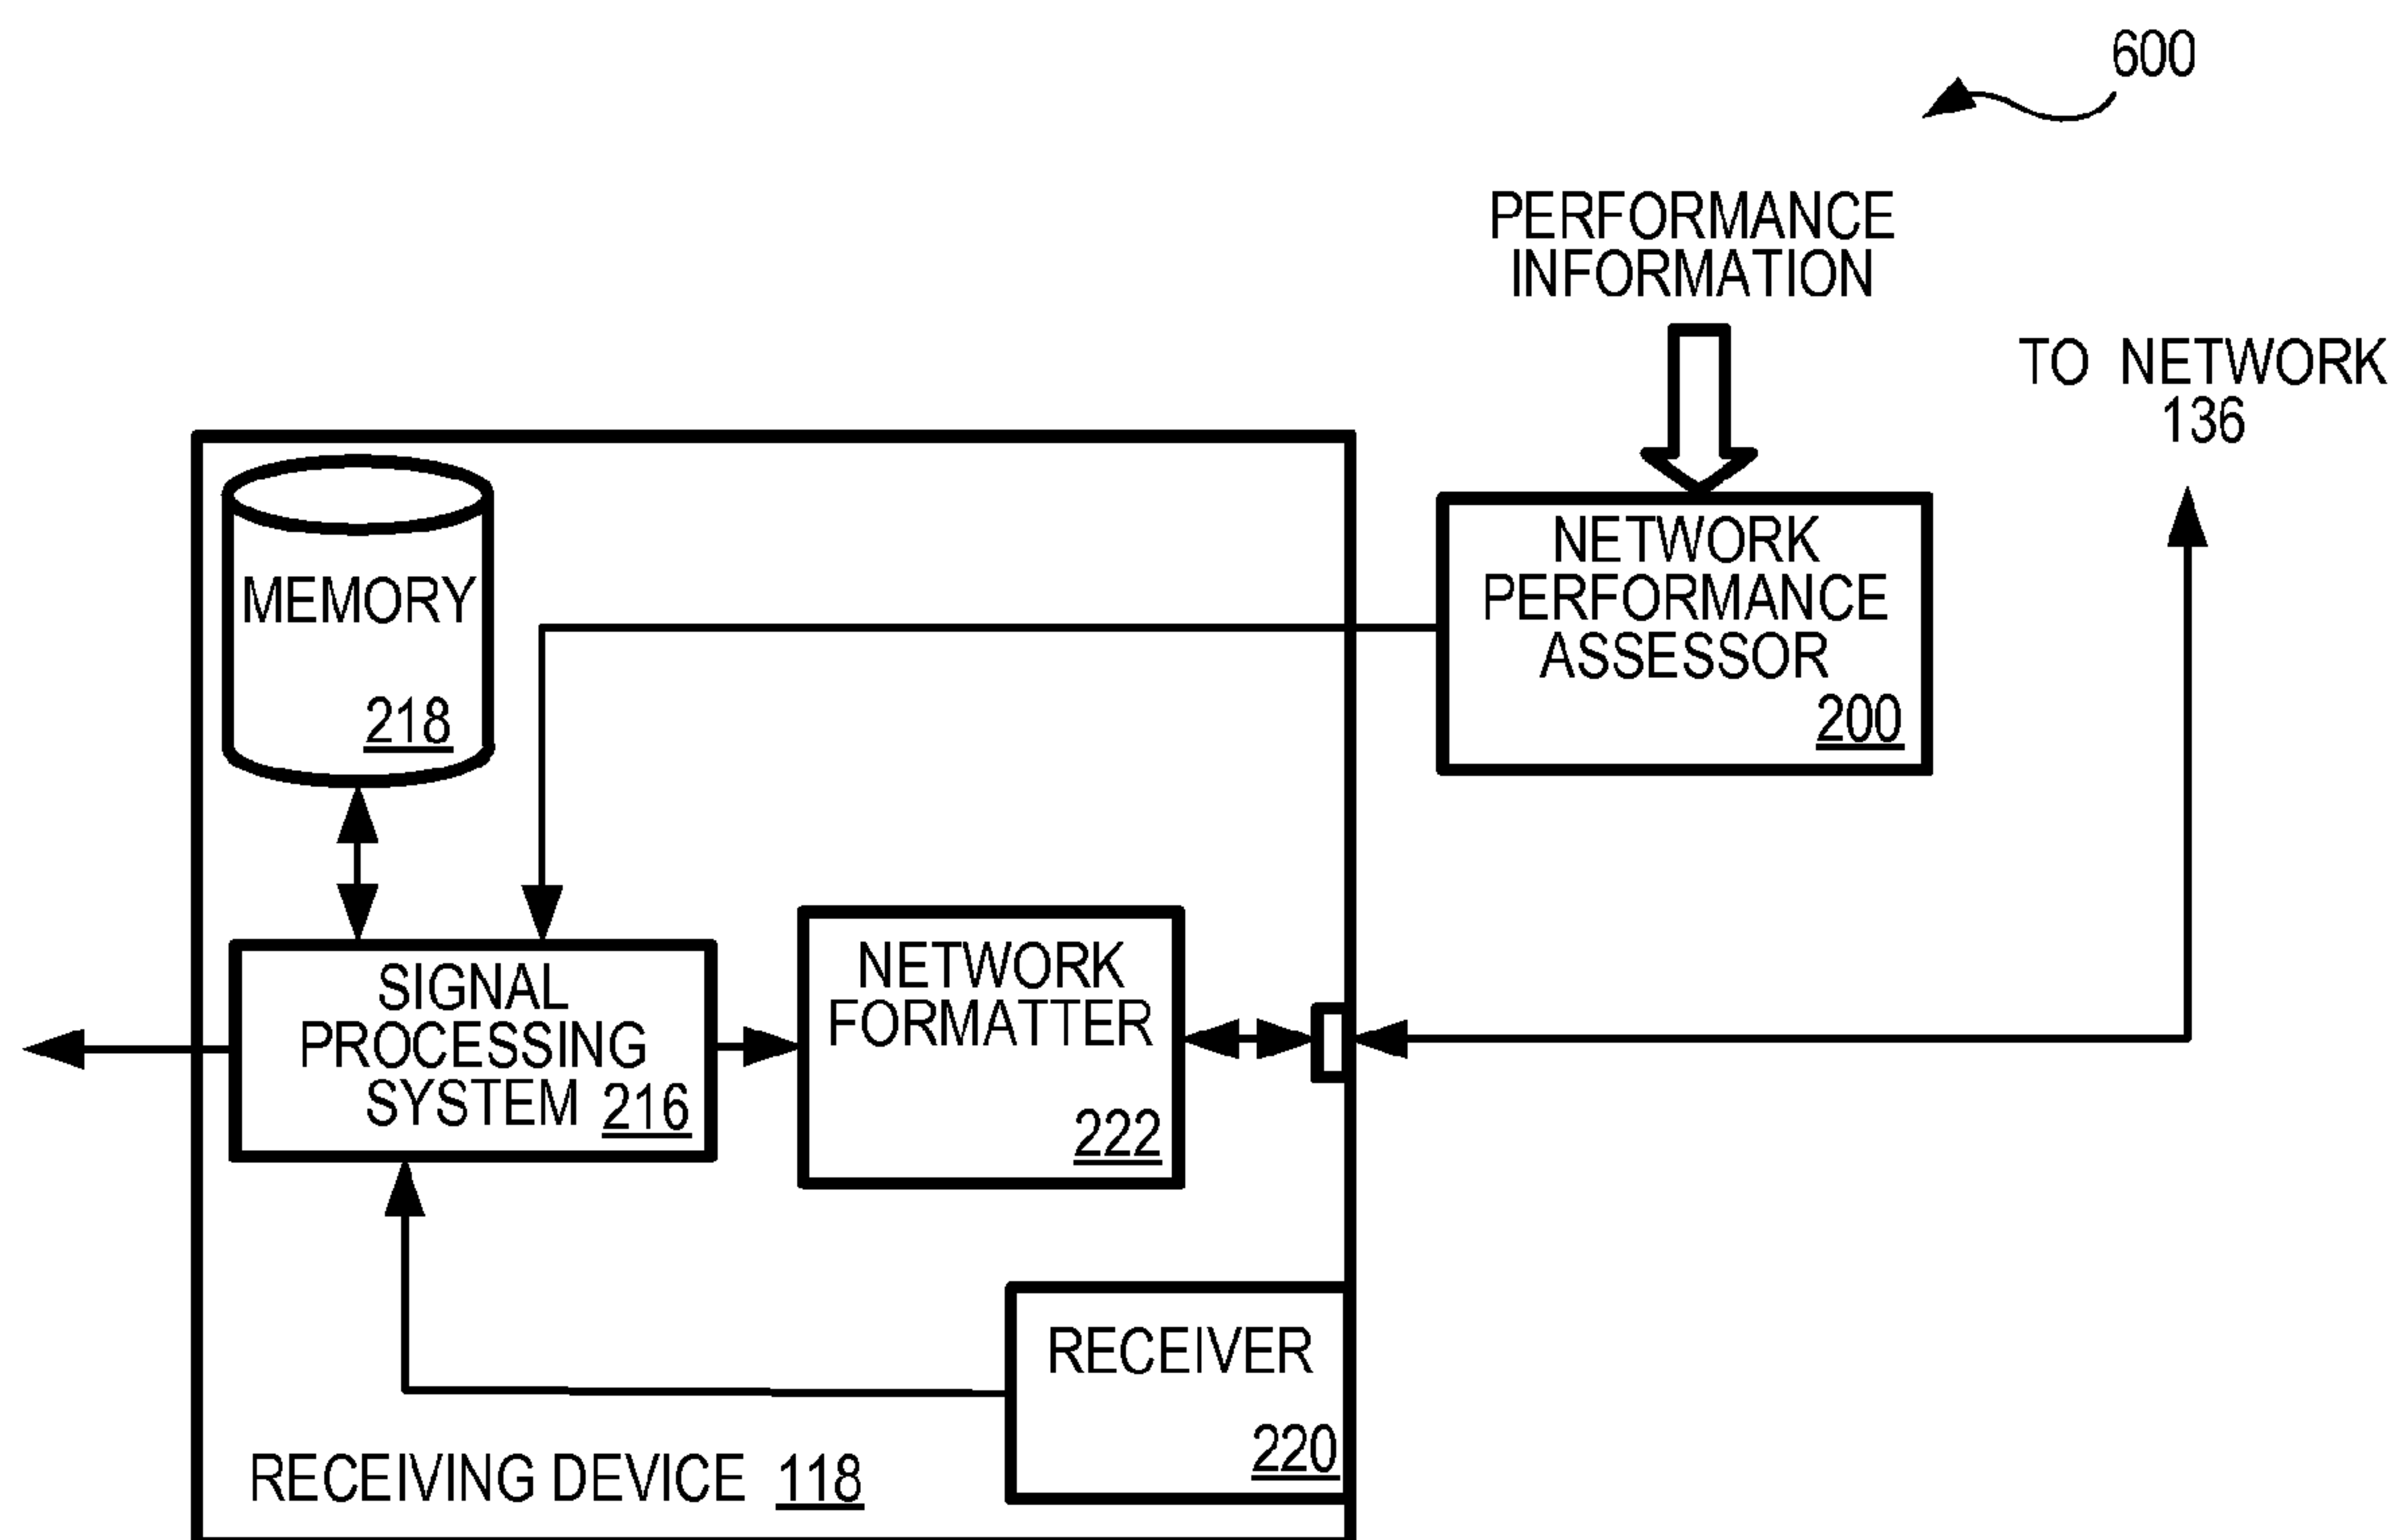 600
PERFORMANCE
INFORMATION
TO NETWORK
136
NETWORK
PERFORMANCE
ASSESSOR
200
MEMORY
218
SIGNAL
PROCESSING
SYSTEM 216
NETWORK
FORMATTER
222
RECEIVER
220
RECEIVING DEVICE 118